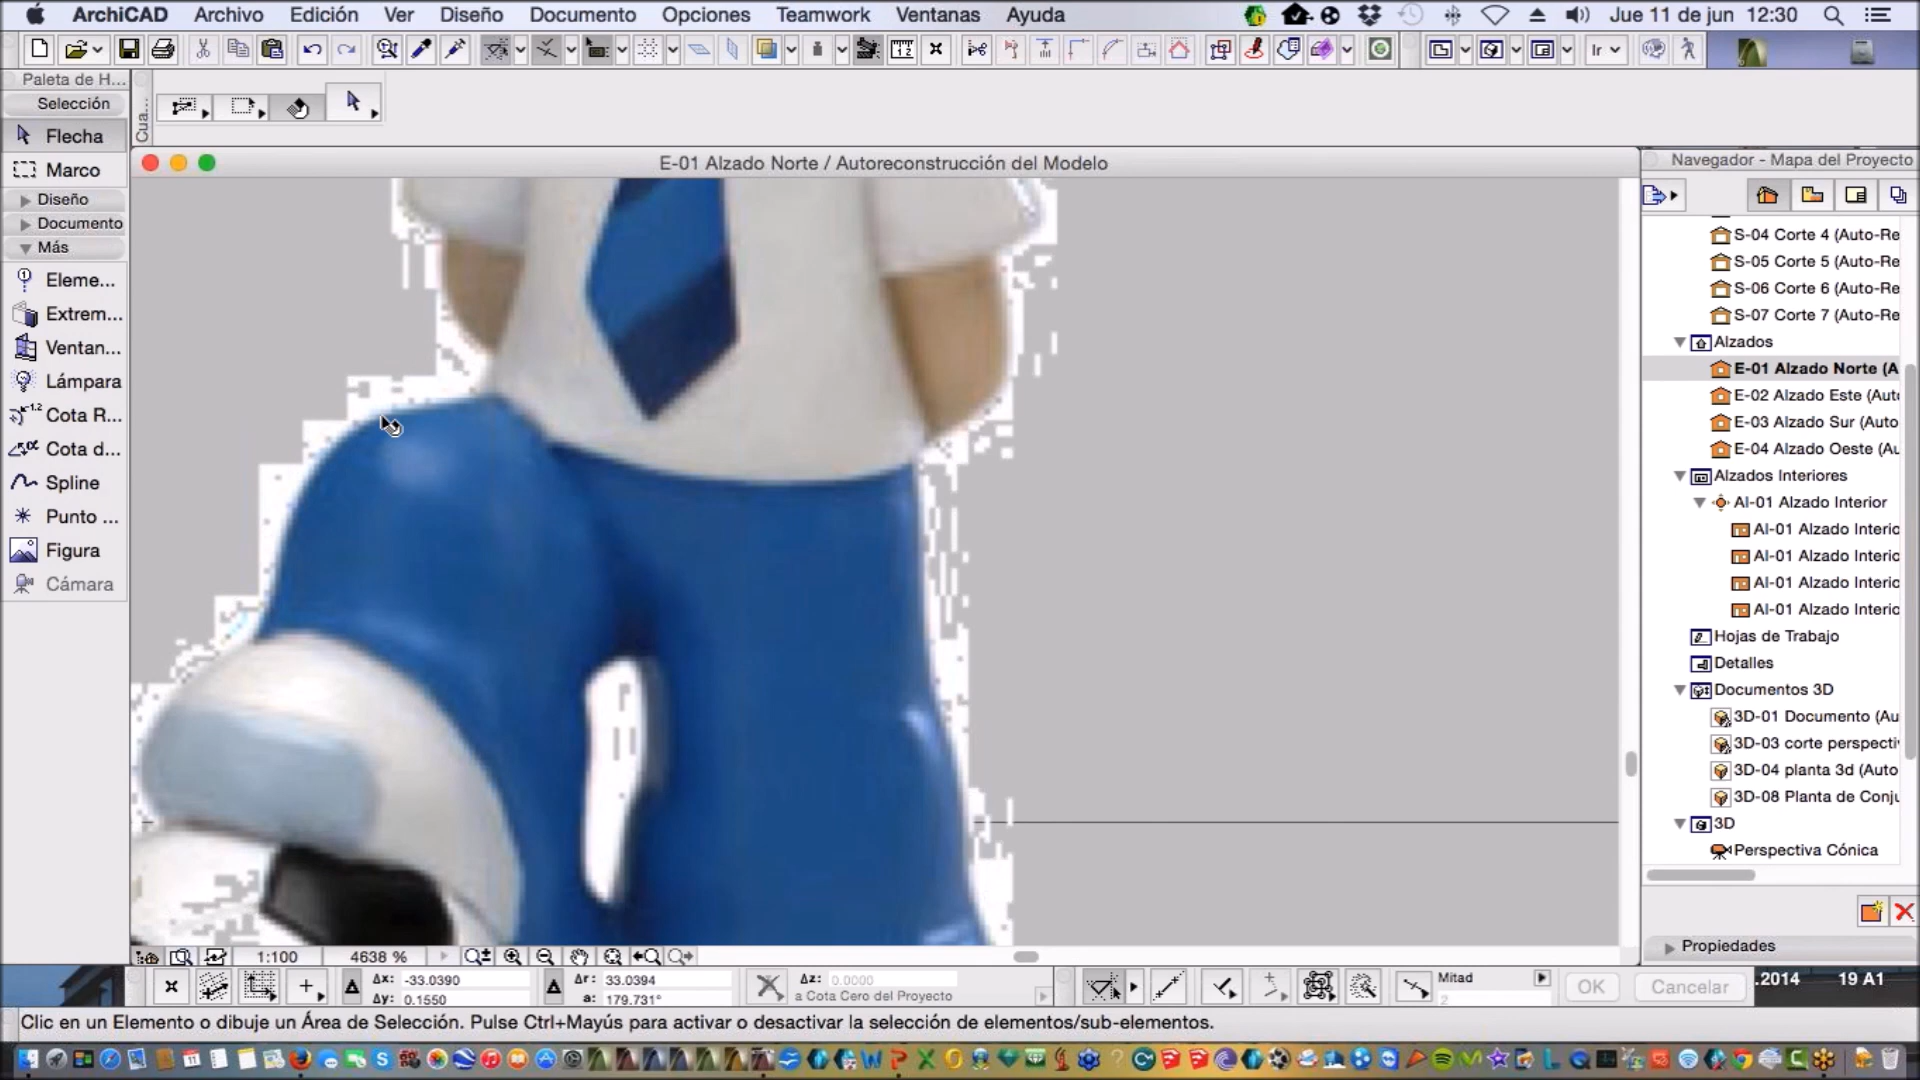 ArchiCAD Archivo Edición Ver Diseño Documento Opciones Teamwork Ventanas Ayuda Jue 11 de jun 12:30
Ir
Paleta de H...
Selección
Flecha
Marco
Diseño
Documento
Más
Eleme...
Extrem...
Ventan...
Lámpara
Cota R...
Cota d...
Spline
Punto ...
Figura
Cámara
Cua...
E-01 Alzado Norte / Autoreconstrucción del Modelo
Navegador - Mapa del Proyecto
S-04 Corte 4 (Auto-Re
S-05 Corte 5 (Auto-Re
S-06 Corte 6 (Auto-Re
S-07 Corte 7 (Auto-Re
Alzados
E-01 Alzado Norte (A
E-02 Alzado Este (Aut
E-03 Alzado Sur (Auto
E-04 Alzado Oeste (Au
Alzados Interiores
AI-01 Alzado Interior
AI-01 Alzado Interio
AI-01 Alzado Interio
AI-01 Alzado Interio
AI-01 Alzado Interio
Hojas de Trabajo
Detalles
Documentos 3D
3D-01 Documento (Au
3D-03 corte perspecti
3D-04 planta 3d (Auto
3D-08 Planta de Conju
3D
Perspectiva Cónica
Propiedades
1:100 4638 %
Δx: -33.0390
Δy: 0.1550
Δr: 33.0394
a: 179.731°
Δz: 0.0000
a Cota Cero del Proyecto
Mitad
2
OK
Cancelar
.2014 19 A1
Clic en un Elemento o dibuje un Área de Selección. Pulse Ctrl+Mayús para activar o desactivar la selección de elementos/sub-elementos.